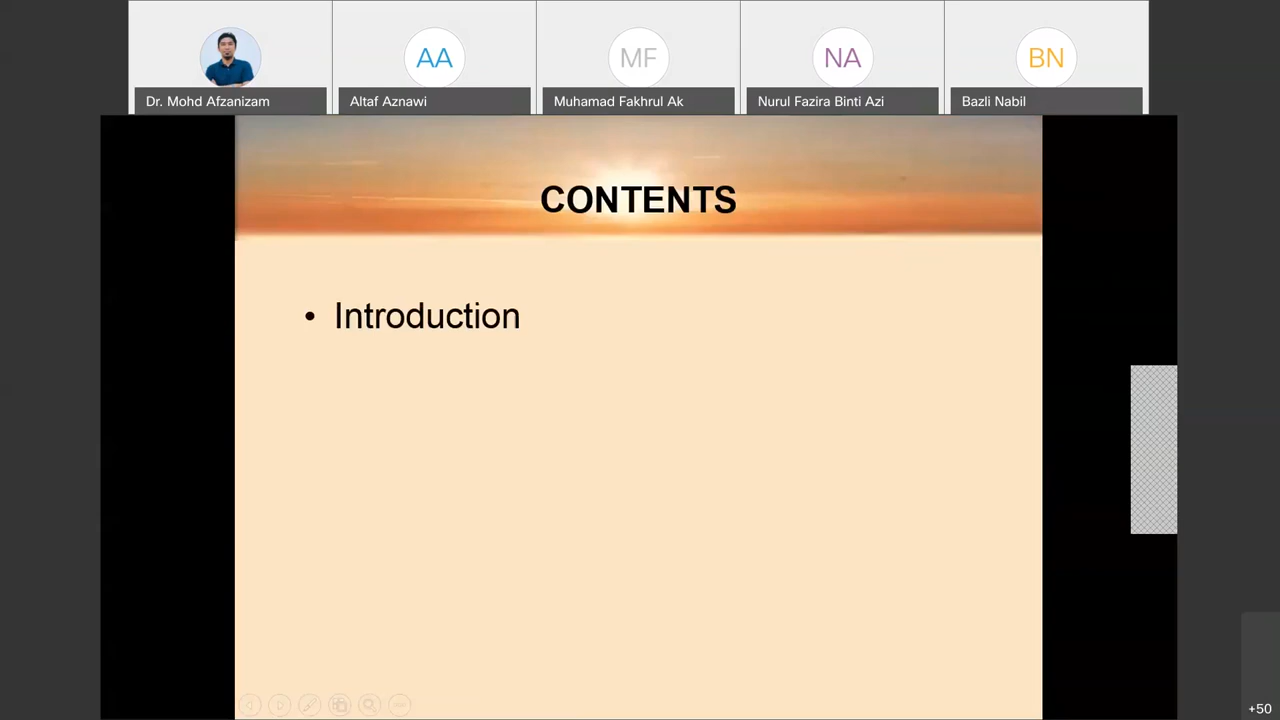 AA
MF
NA
BN
Dr. Mohd Afzanizam
Altaf Aznawi
Muhamad Fakhrul Ak
Nurul Fazira Binti Azi
Bazli Nabil
CONTENTS
• Introduction
+50